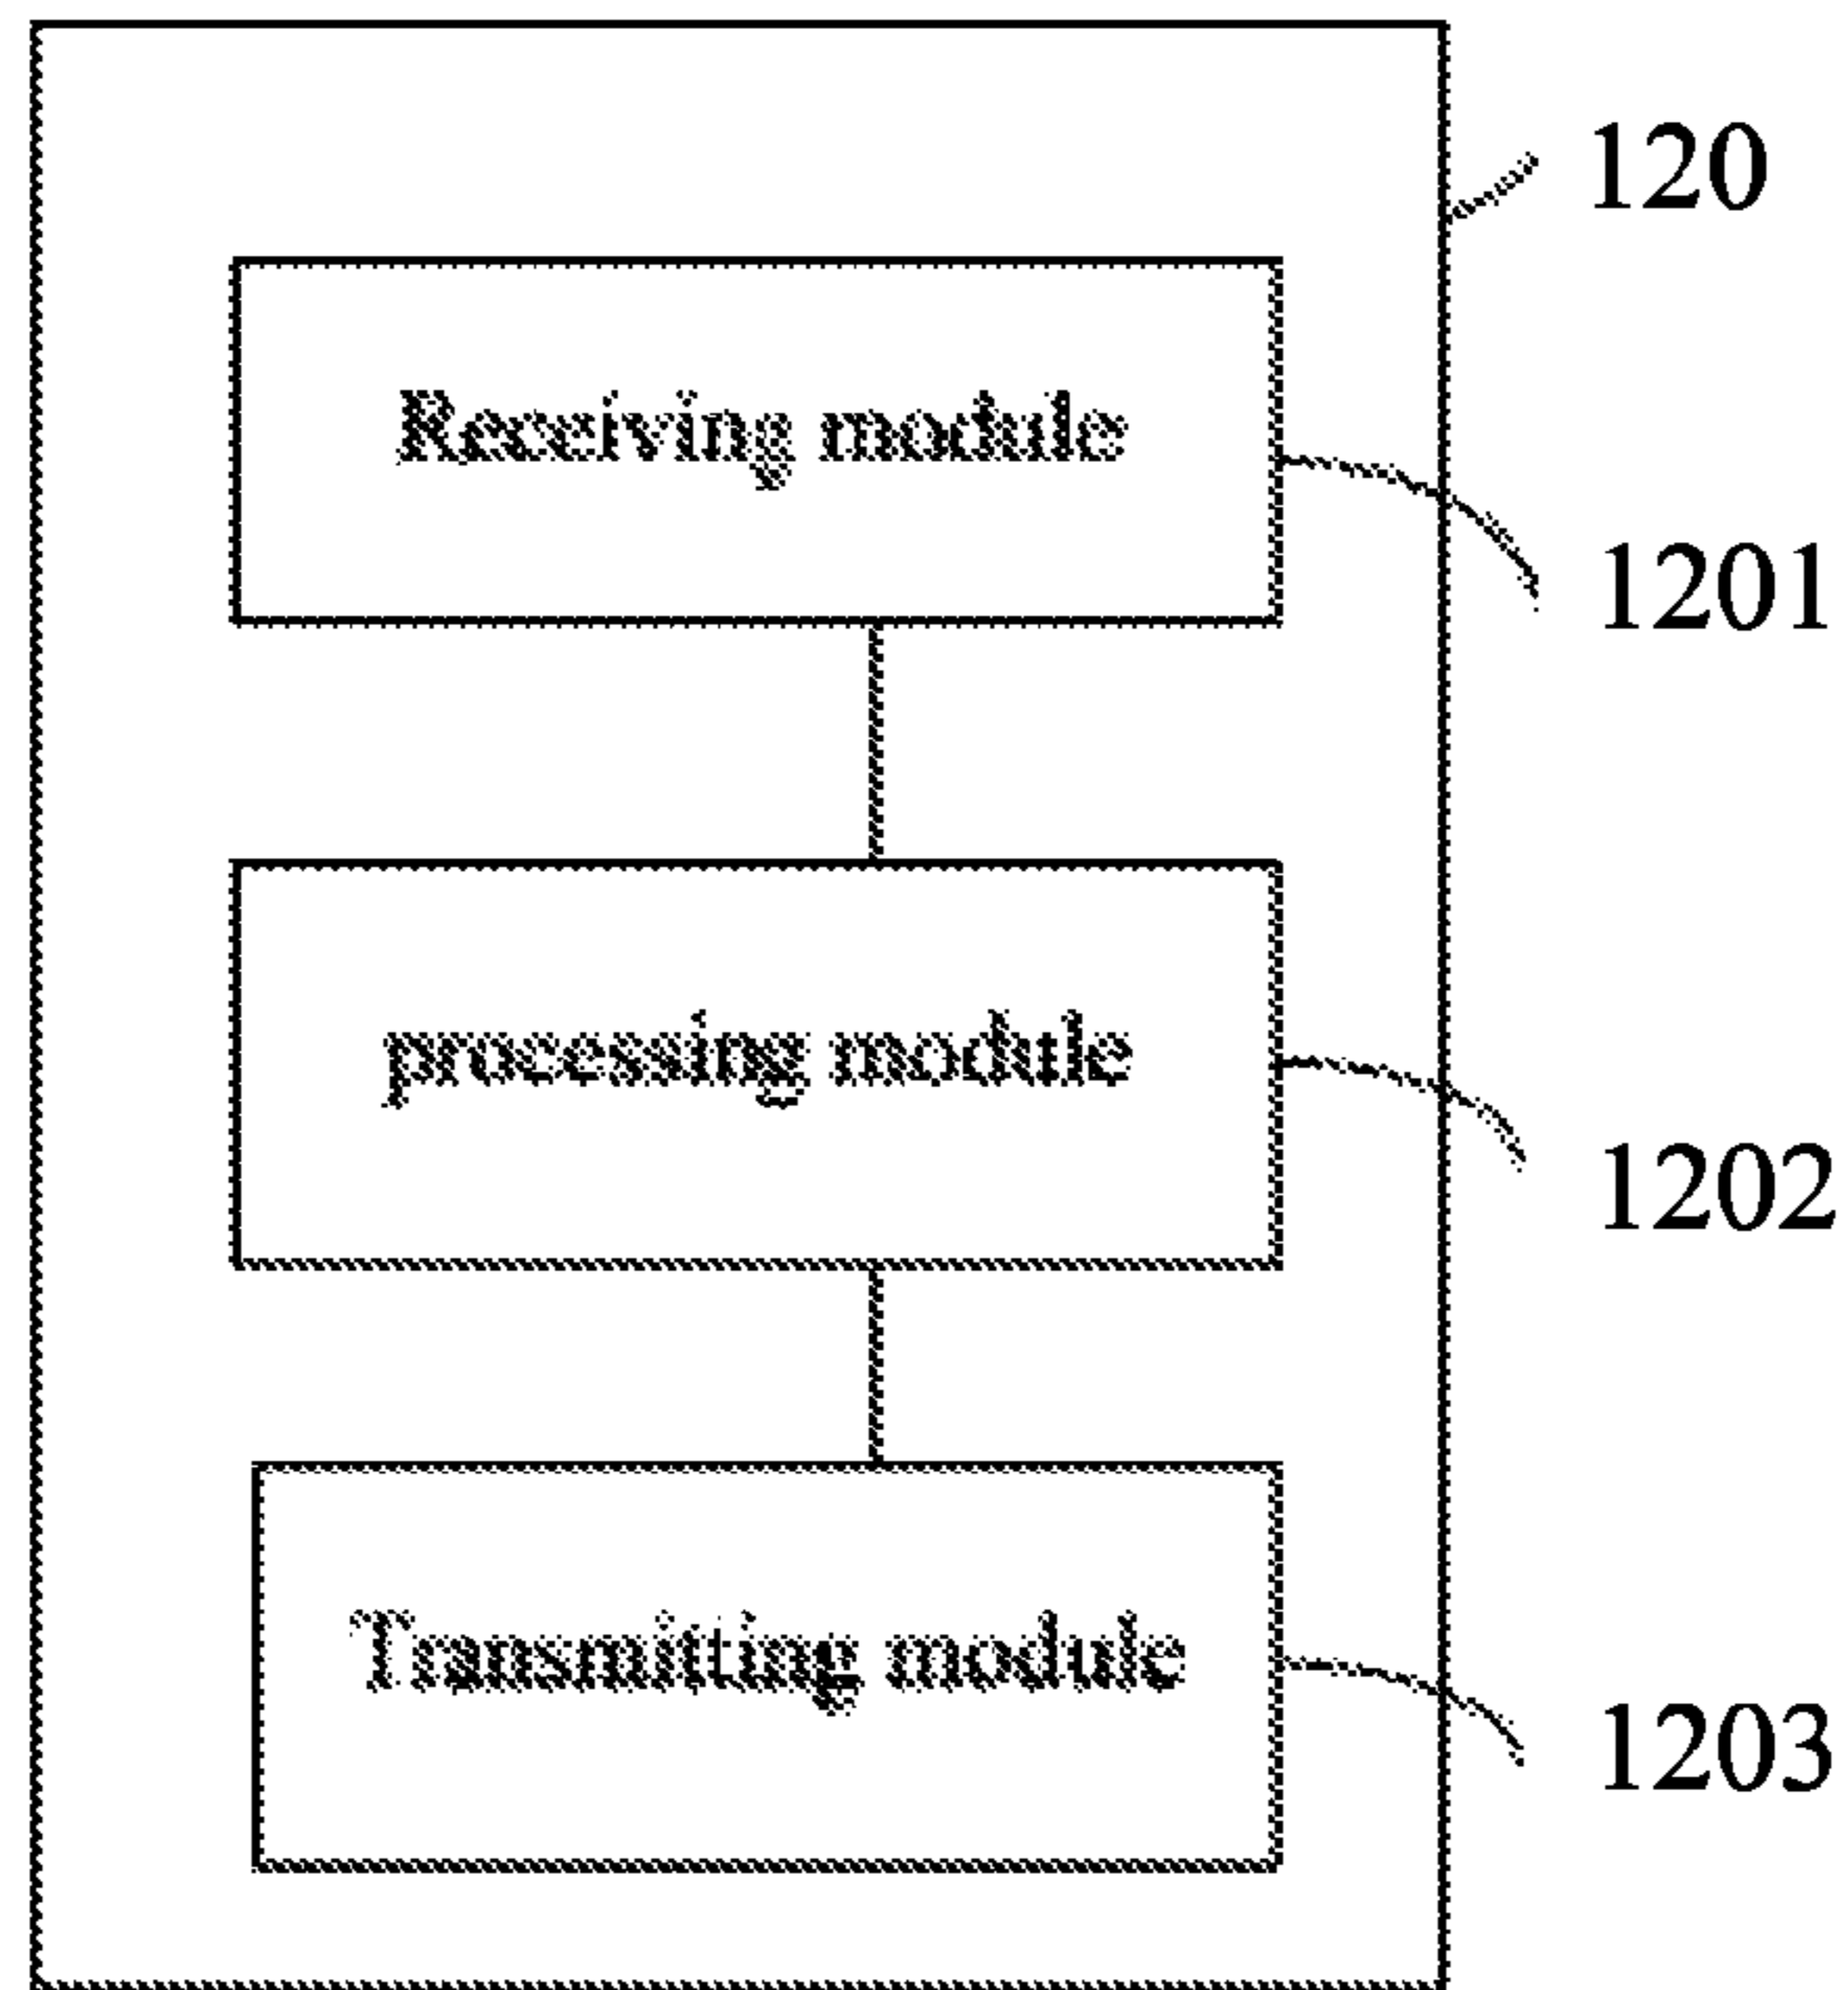 120
Receiving module
1201
processing module
1202
Transmitting module
1203